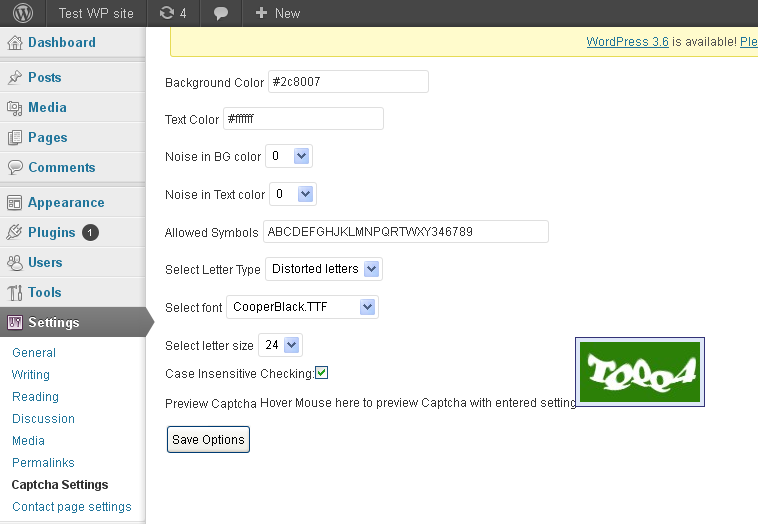 Test WP site 4 New
WordPress 3.6 is available! Ple
Dashboard
Posts
Media
Pages
Comments
Appearance
Plugins 1
Users
Tools
Settings
General
Writing
Reading
Discussion
Media
Permalinks
Captcha Settings
Contact page settings
Background Color #2c8007
Text Color #ffffff
Noise in BG color 0
Noise in Text color 0
Allowed Symbols ABCDEFGHJKLMNPQRTWXY346789
Select Letter Type Distorted letters
Select font CooperBlack.TTF
Select letter size 24
Case Insensitive Checking:
Preview Captcha Hover Mouse here to preview Captcha with entered setting
Save Options